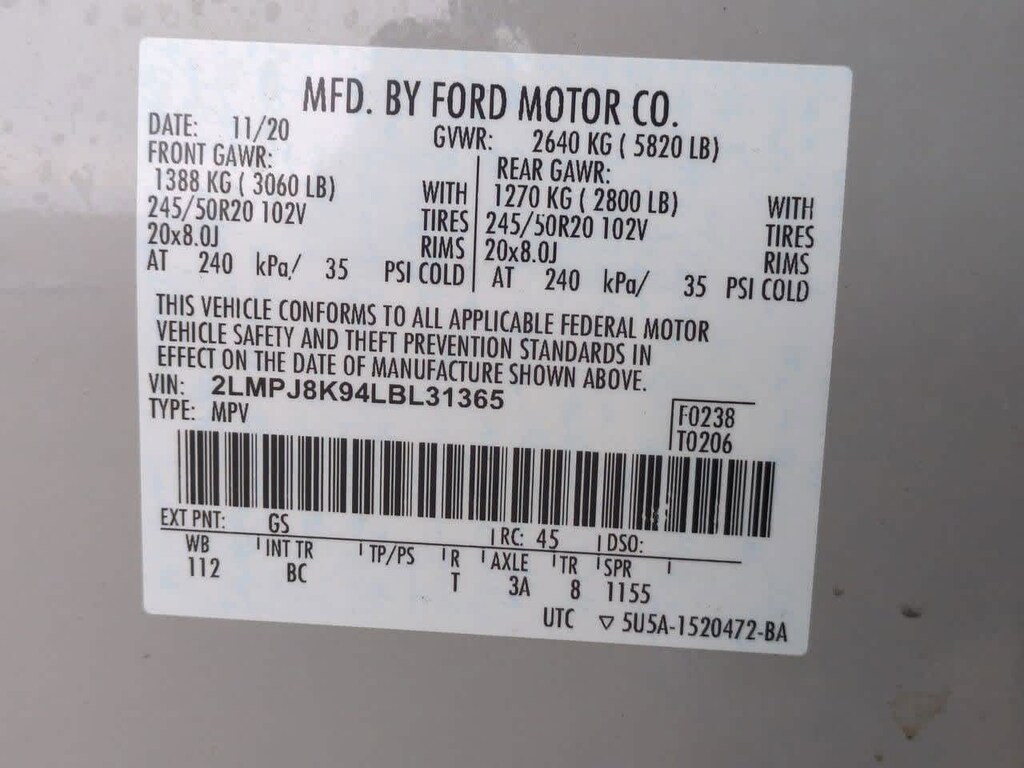 MFD. BY FORD MOTOR CO.
DATE: 11/20 GVWR: 2640 KG ( 5820 LB)
FRONT GAWR: REAR GAWR:
1388 KG ( 3060 LB) WITH 1270 KG ( 2800 LB) WITH
245/50R20 102V TIRES 245/50R20 102V TIRES
20x8.0J RIMS 20x8.0J RIMS
AT 240 kPa/ 35 PSI COLD AT 240 kPa/ 35 PSI COLD
THIS VEHICLE CONFORMS TO ALL APPLICABLE FEDERAL MOTOR
VEHICLE SAFETY AND THEFT PREVENTION STANDARDS IN
EFFECT ON THE DATE OF MANUFACTURE SHOWN ABOVE.
VIN: 2LMPJ8K94LBL31365
TYPE: MPV F0238
T0206
EXT PNT: GS RC: 45 DSO:
WB INT TR TP/PS R AXLE TR SPR
112 BC T 3A 8 1155
UTC ▽ 5U5A-1520472-BA